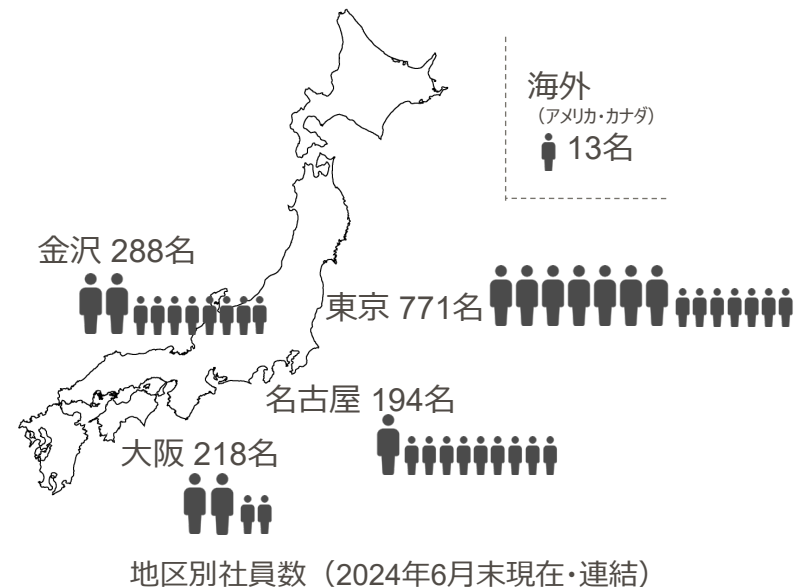 海外
（アメリカ・カナダ）
13名
金沢 288名
東京 771名
名古屋 194名
大阪 218名
地区別社員数（2024年6月末現在・連結）